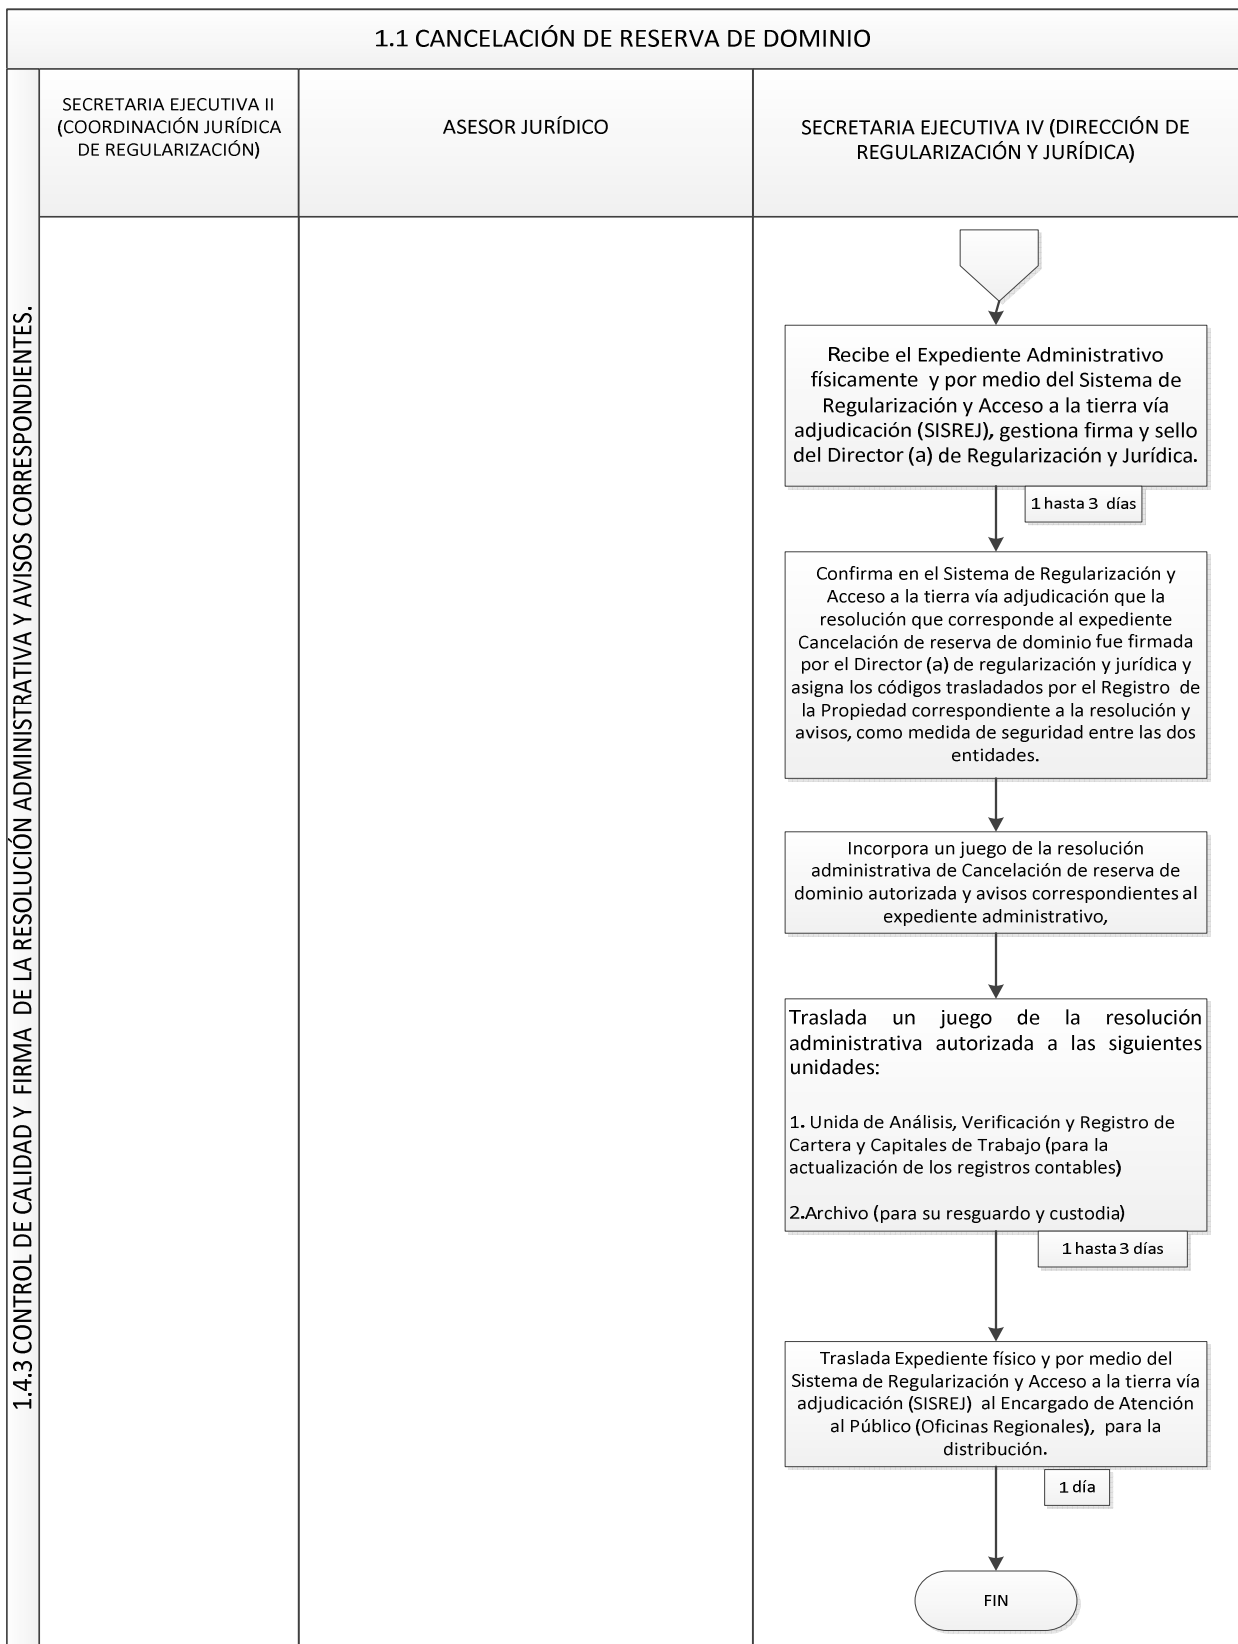 1.1 CANCELACIÓN DE RESERVA DE DOMINIO
SECRETARIA EJECUTIVA II
(COORDINACIÓN JURÍDICA
DE REGULARIZACIÓN)
ASESOR JURÍDICO
SECRETARIA EJECUTIVA IV (DIRECCIÓN DE
REGULARIZACIÓN Y JURÍDICA)
1.4.3 CONTROL DE CALIDAD Y FIRMA DE LA RESOLUCIÓN ADMINISTRATIVA Y AVISOS CORRESPONDIENTES.
Recibe el Expediente Administrativo
físicamente y por medio del Sistema de
Regularización y Acceso a la tierra vía
adjudicación (SISREJ), gestiona firma y sello
del Director (a) de Regularización y Jurídica.
1 hasta 3 días
Confirma en el Sistema de Regularización y
Acceso a la tierra vía adjudicación que la
resolución que corresponde al expediente
Cancelación de reserva de dominio fue firmada
por el Director (a) de regularización y jurídica y
asigna los códigos trasladados por el Registro de
la Propiedad correspondiente a la resolución y
avisos, como medida de seguridad entre las dos
entidades.
Incorpora un juego de la resolución
administrativa de Cancelación de reserva de
dominio autorizada y avisos correspondientes al
expediente administrativo,
Traslada un juego de la resolución
administrativa autorizada a las siguientes
unidades:
1. Unida de Análisis, Verificación y Registro de
Cartera y Capitales de Trabajo (para la
actualización de los registros contables)
2.Archivo (para su resguardo y custodia)
1 hasta 3 días
Traslada Expediente físico y por medio del
Sistema de Regularización y Acceso a la tierra vía
adjudicación (SISREJ) al Encargado de Atención
al Público (Oficinas Regionales), para la
distribución.
1 día
FIN